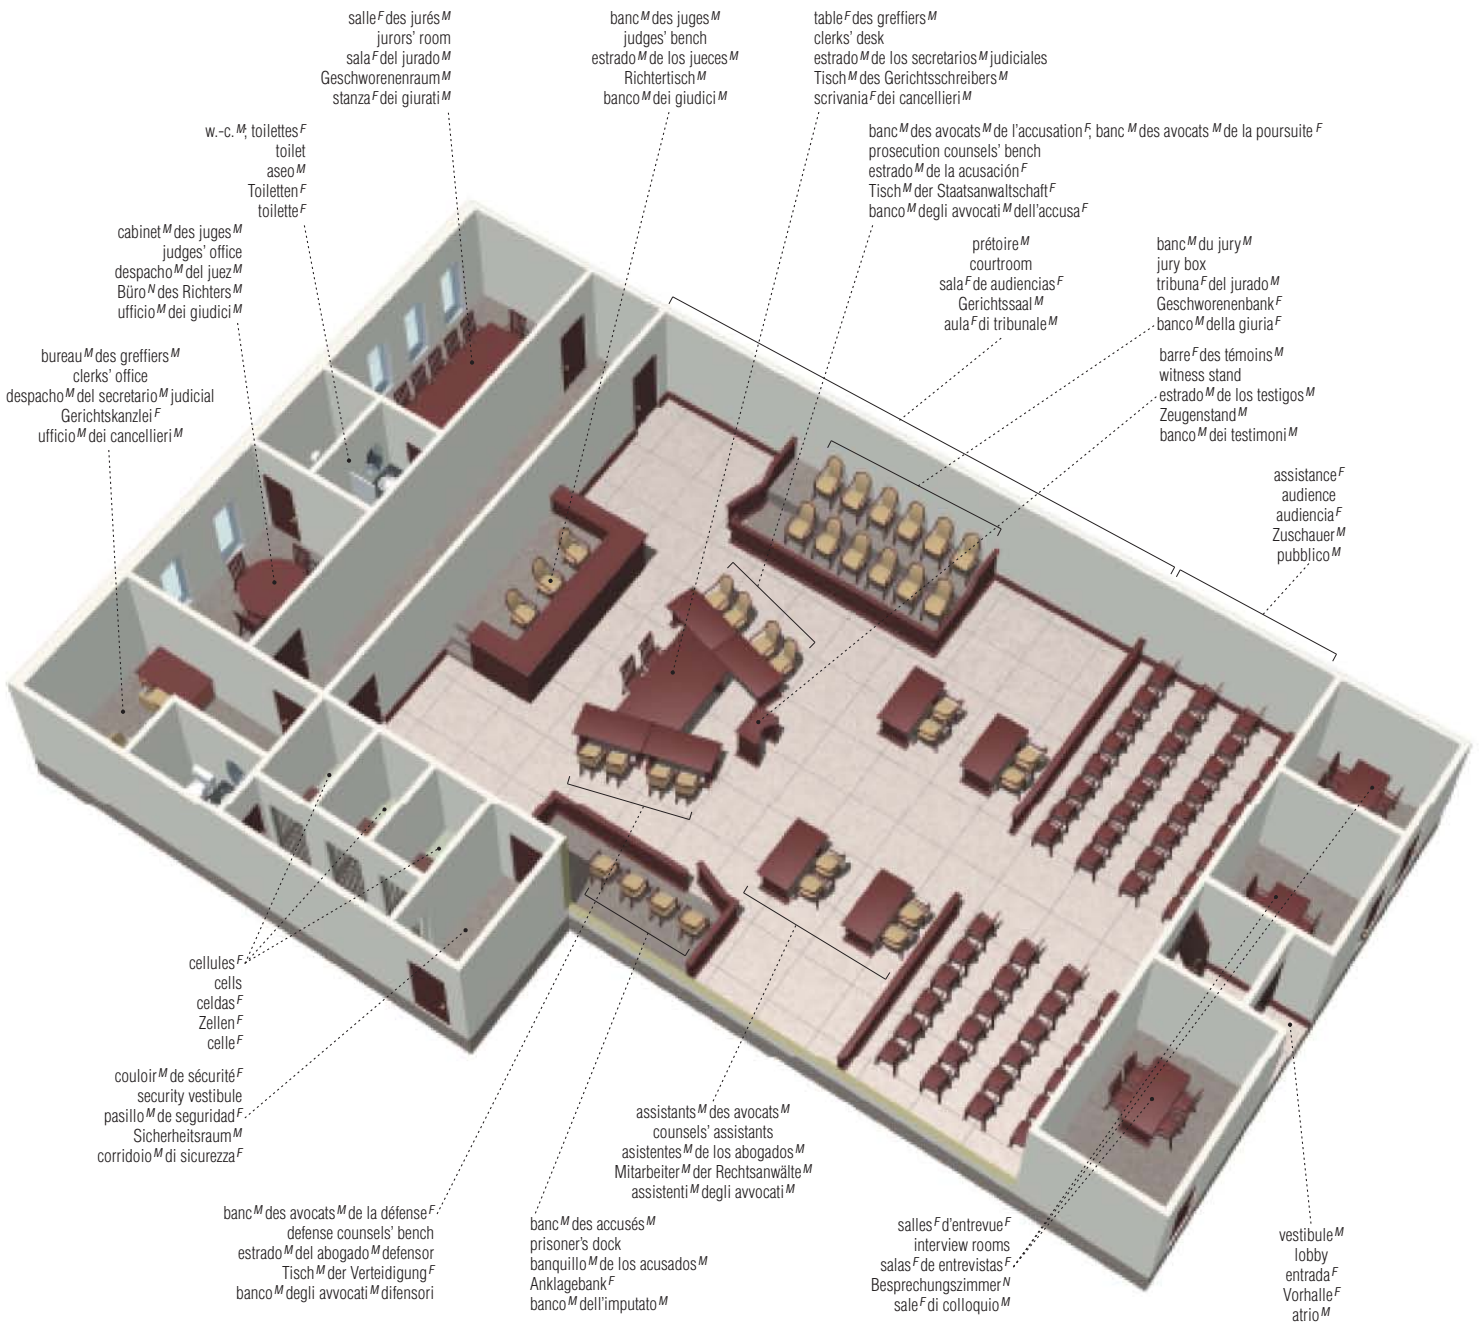 salle F des jurés M
jurors' room
sala F del jurado M
Geschworenenraum M
stanza F dei giurati M
banc M des juges M
judges' bench
estrado M de los jueces M
Richtertisch M
banco M dei giudici M
table F des greffiers M
clerks' desk
estrado M de los secretarios M judiciales
Tisch M des Gerichtsschreibers M
scrivania F dei cancellieri M
w.-c. M; toilettes F
toilet
aseo M
Toiletten F
toilette F
banc M des avocats M de l'accusation F; banc M des avocats M de la poursuite F
prosecution counsels' bench
estrado M de la acusación F
Tisch M der Staatsanwaltschaft F
banco M degli avvocati M dell'accusa F
cabinet M des juges M
judges' office
despacho M del juez M
Büro N des Richters M
ufficio M dei giudici M
prétoire M
courtroom
sala F de audiencias F
Gerichtssaal M
aula F di tribunale M
banc M du jury M
jury box
tribuna F del jurado M
Geschworenenbank F
banco M della giuria F
bureau M des greffiers M
clerks' office
despacho M del secretario M judicial
Gerichtskanzlei F
ufficio M dei cancellieri M
barre F des témoins M
witness stand
estrado M de los testigos M
Zeugenstand M
banco M dei testimoni M
assistance F
audience
audiencia F
Zuschauer M
pubblico M
cellules F
cells
celdas F
Zellen F
celle F
couloir M de sécurité F
security vestibule
pasillo M de seguridad F
Sicherheitsraum M
corridoio M di sicurezza F
assistants M des avocats M
counsels' assistants
asistentes M de los abogados M
Mitarbeiter M der Rechtsanwälte M
assistenti M degli avvocati M
banc M des avocats M de la défense F
defense counsels' bench
estrado M del abogado M defensor
Tisch M der Verteidigung F
banco M degli avvocati M difensori
banc M des accusés M
prisoner's dock
banquillo M de los acusados M
Anklagebank F
banco M dell'imputato M
salles F d'entrevue F
interview rooms
salas F de entrevistas F
Besprechungszimmer N
sale F di colloquio M
vestibule M
lobby
entrada F
Vorhalle F
atrio M